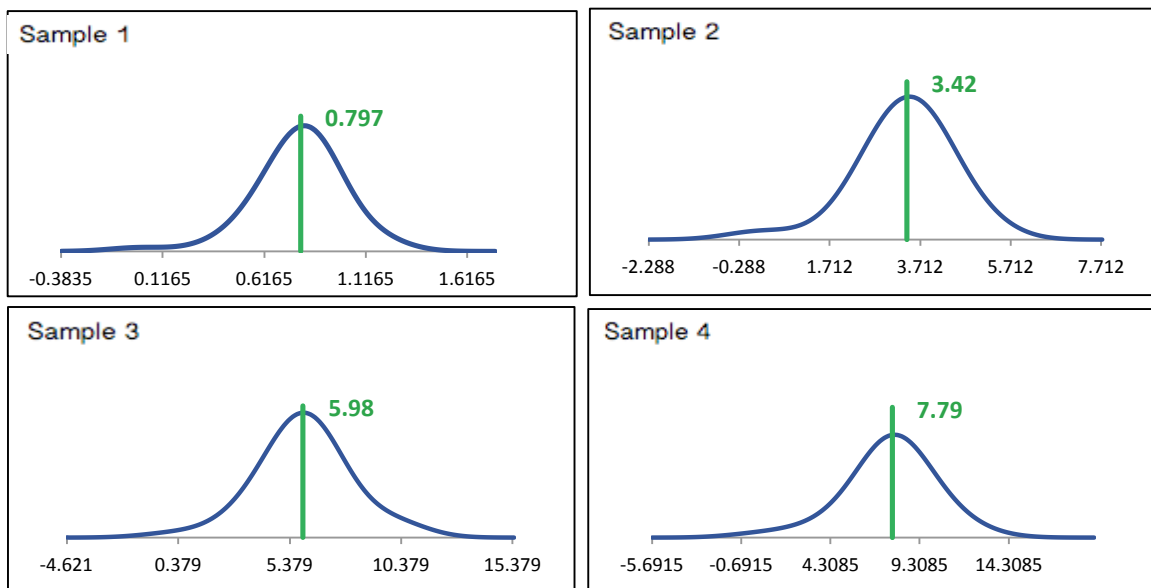 Sample 1
0.797
-0.3835 0.1165 0.6165 1.1165 1.6165
Sample 2
3.42
-2.288 -0.288 1.712 3.712 5.712 7.712
Sample 3
5.98
-4.621 0.379 5.379 10.379 15.379
Sample 4
7.79
-5.6915 -0.6915 4.3085 9.3085 14.3085